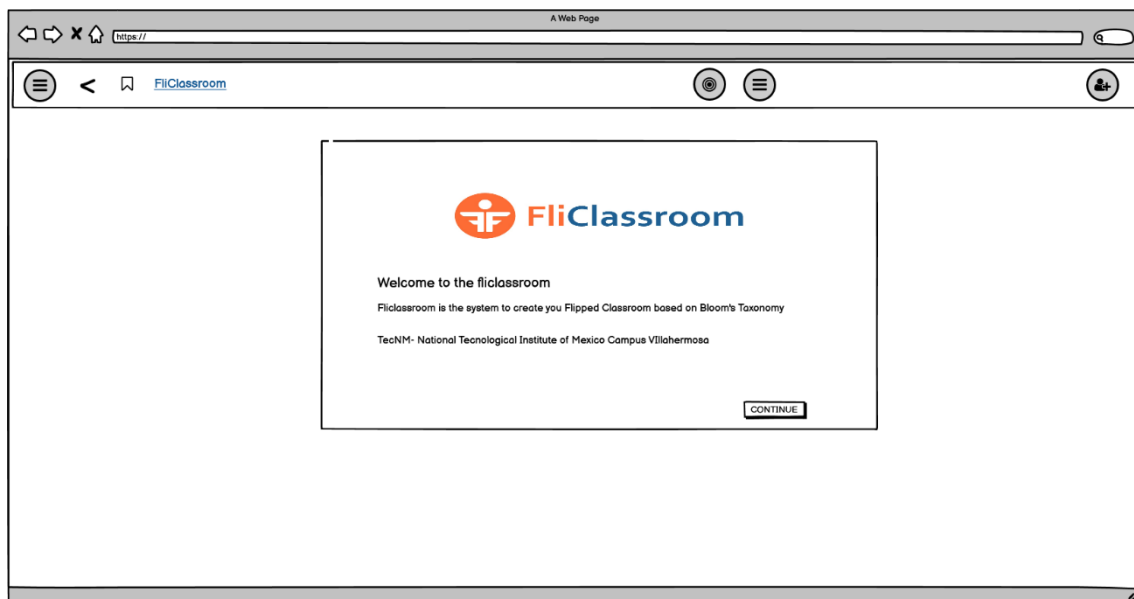 A Web Page
https://
FliClassroom
FliClassroom
Welcome to the fliclassroom
Fliclassroom is the system to create you Flipped Classroom based on Bloom's Taxonomy
TecNM- National Tecnological Institute of Mexico Campus VIllahermosa
CONTINUE